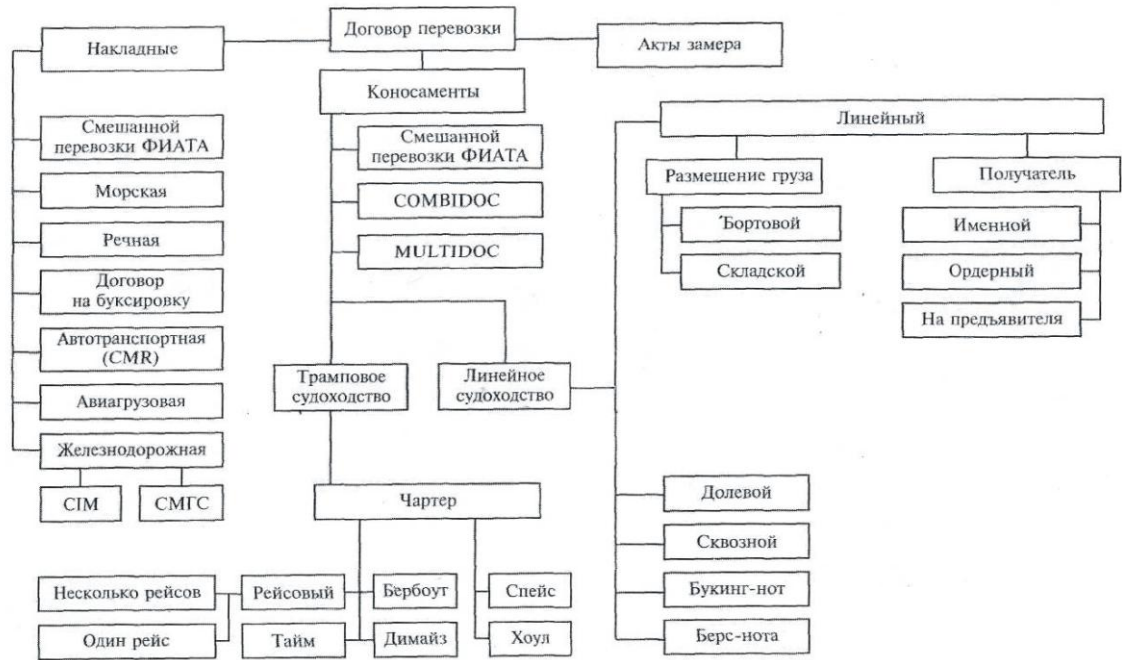 Договор перевозки
Накладные
Акты замера
Коносаменты
Смешанной
перевозки ФИАТА
Морская
Речная
Договор
на буксировку
Автотранспортная
(CMR)
Авиагрузовая
Железнодорожная
CIM
СМГС
Смешанной
перевозки ФИАТА
COMBIDOC
MULTIDOC
Трамповое
судоходство
Линейное
судоходство
Чартер
Несколько рейсов
Рейсовый
Бербоут
Спейс
Один рейс
Тайм
Димайз
Хоул
Линейный
Размещение груза
Получатель
Бортовой
Складской
Именной
Ордерный
На предъявителя
Долевой
Сквозной
Букинг-нот
Берс-нота